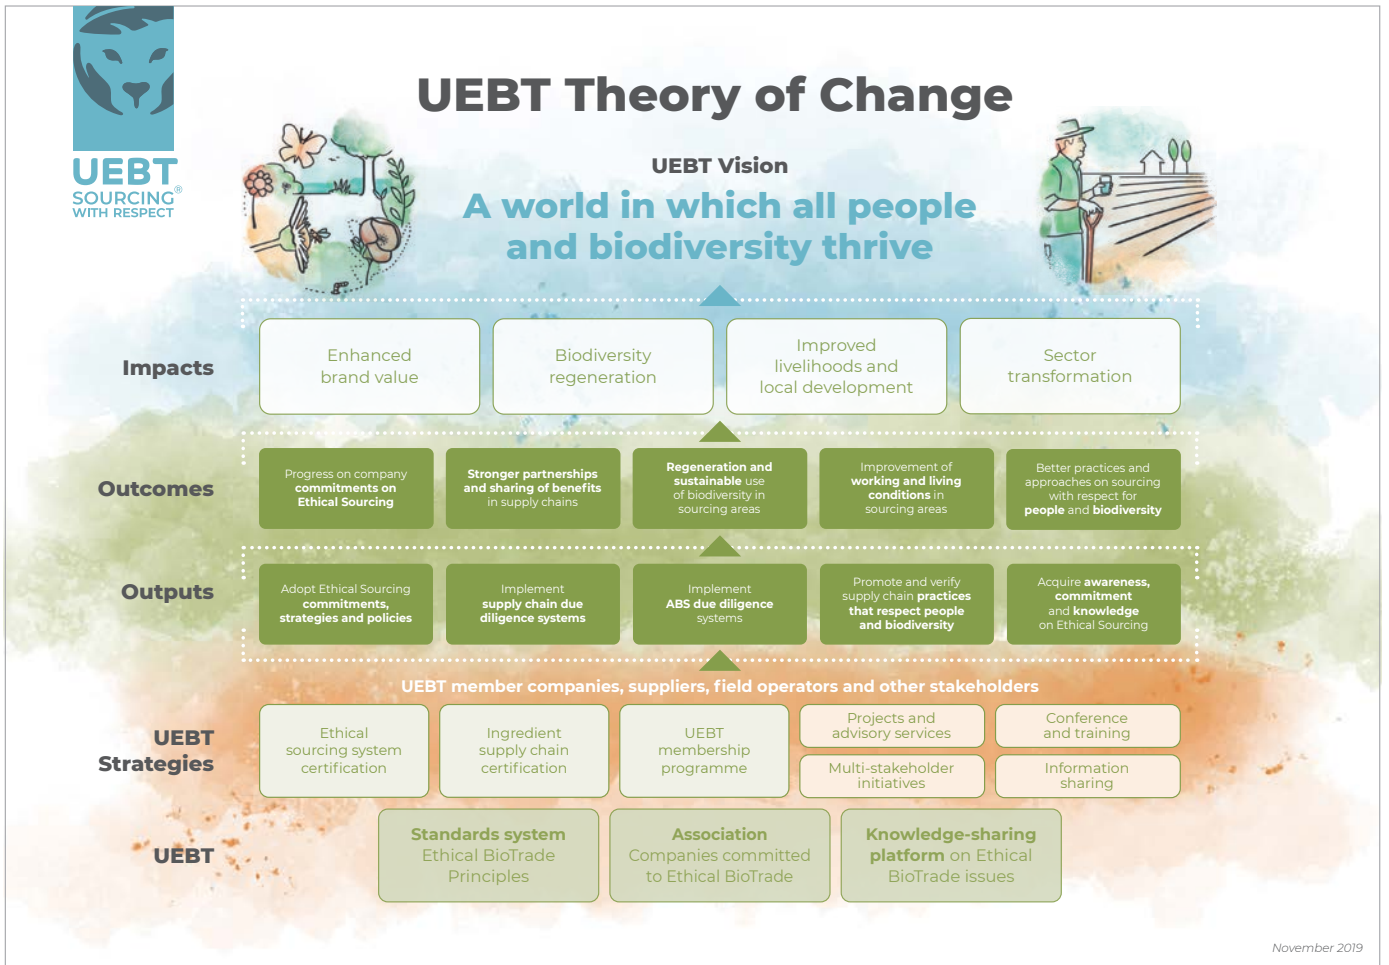 UEBT
SOURCING®
WITH RESPECT
UEBT Theory of Change
UEBT Vision
A world in which all people
and biodiversity thrive
Impacts
Enhanced
brand value
Biodiversity
regeneration
Improved
livelihoods and
local development
Sector
transformation
Outcomes
Progress on company
commitments on
Ethical Sourcing
Stronger partnerships
and sharing of benefits
in supply chains
Regeneration and
sustainable use
of biodiversity in
sourcing areas
Improvement of
working and living
conditions in
sourcing areas
Better practices and
approaches on sourcing
with respect for
people and biodiversity
Outputs
Adopt Ethical Sourcing
commitments,
strategies and policies
Implement
supply chain due
diligence systems
Implement
ABS due diligence
systems
Promote and verify
supply chain practices
that respect people
and biodiversity
Acquire awareness,
commitment
and knowledge
on Ethical Sourcing
UEBT member companies, suppliers, field operators and other stakeholders
UEBT
Strategies
Ethical
sourcing system
certification
Ingredient
supply chain
certification
UEBT
membership
programme
Projects and
advisory services
Conference
and training
Multi-stakeholder
initiatives
Information
sharing
UEBT
Standards system
Ethical BioTrade
Principles
Association
Companies committed
to Ethical BioTrade
Knowledge-sharing
platform on Ethical
BioTrade issues
November 2019